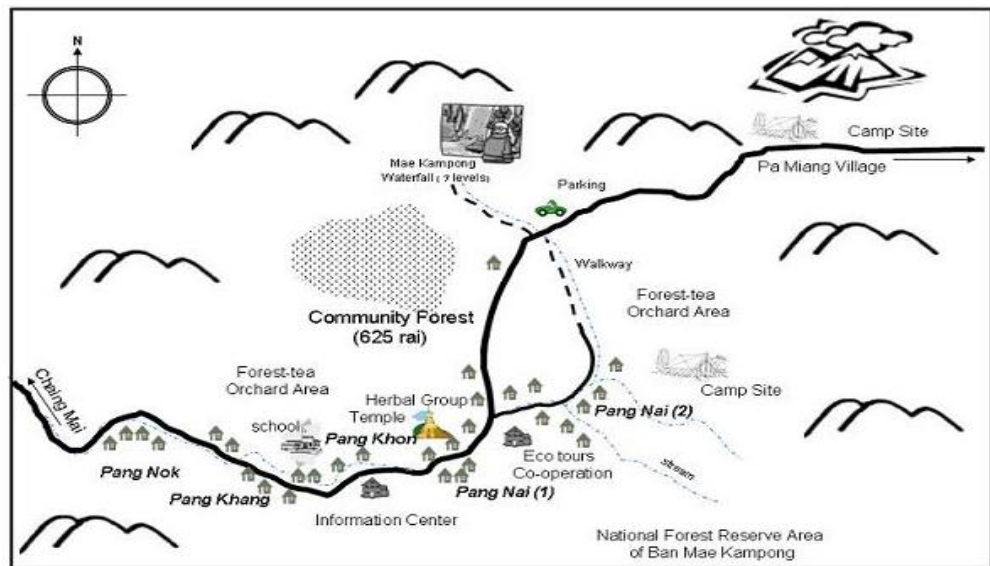 N
Camp Site
Pa Miang Village
Mae Kampong
Waterfall ( 7 levels)
Parking
Walkway
Forest-tea
Orchard Area
Community Forest
(625 rai)
Chaing Mai
Forest-tea
Orchard Area
Herbal Group
Temple
school
Pang Khon
Camp Site
Pang Nai (2)
Eco tours
Co-operation
stream
Pang Nok
Pang Khang
Pang Nai (1)
Information Center
National Forest Reserve Area
of Ban Mae Kampong